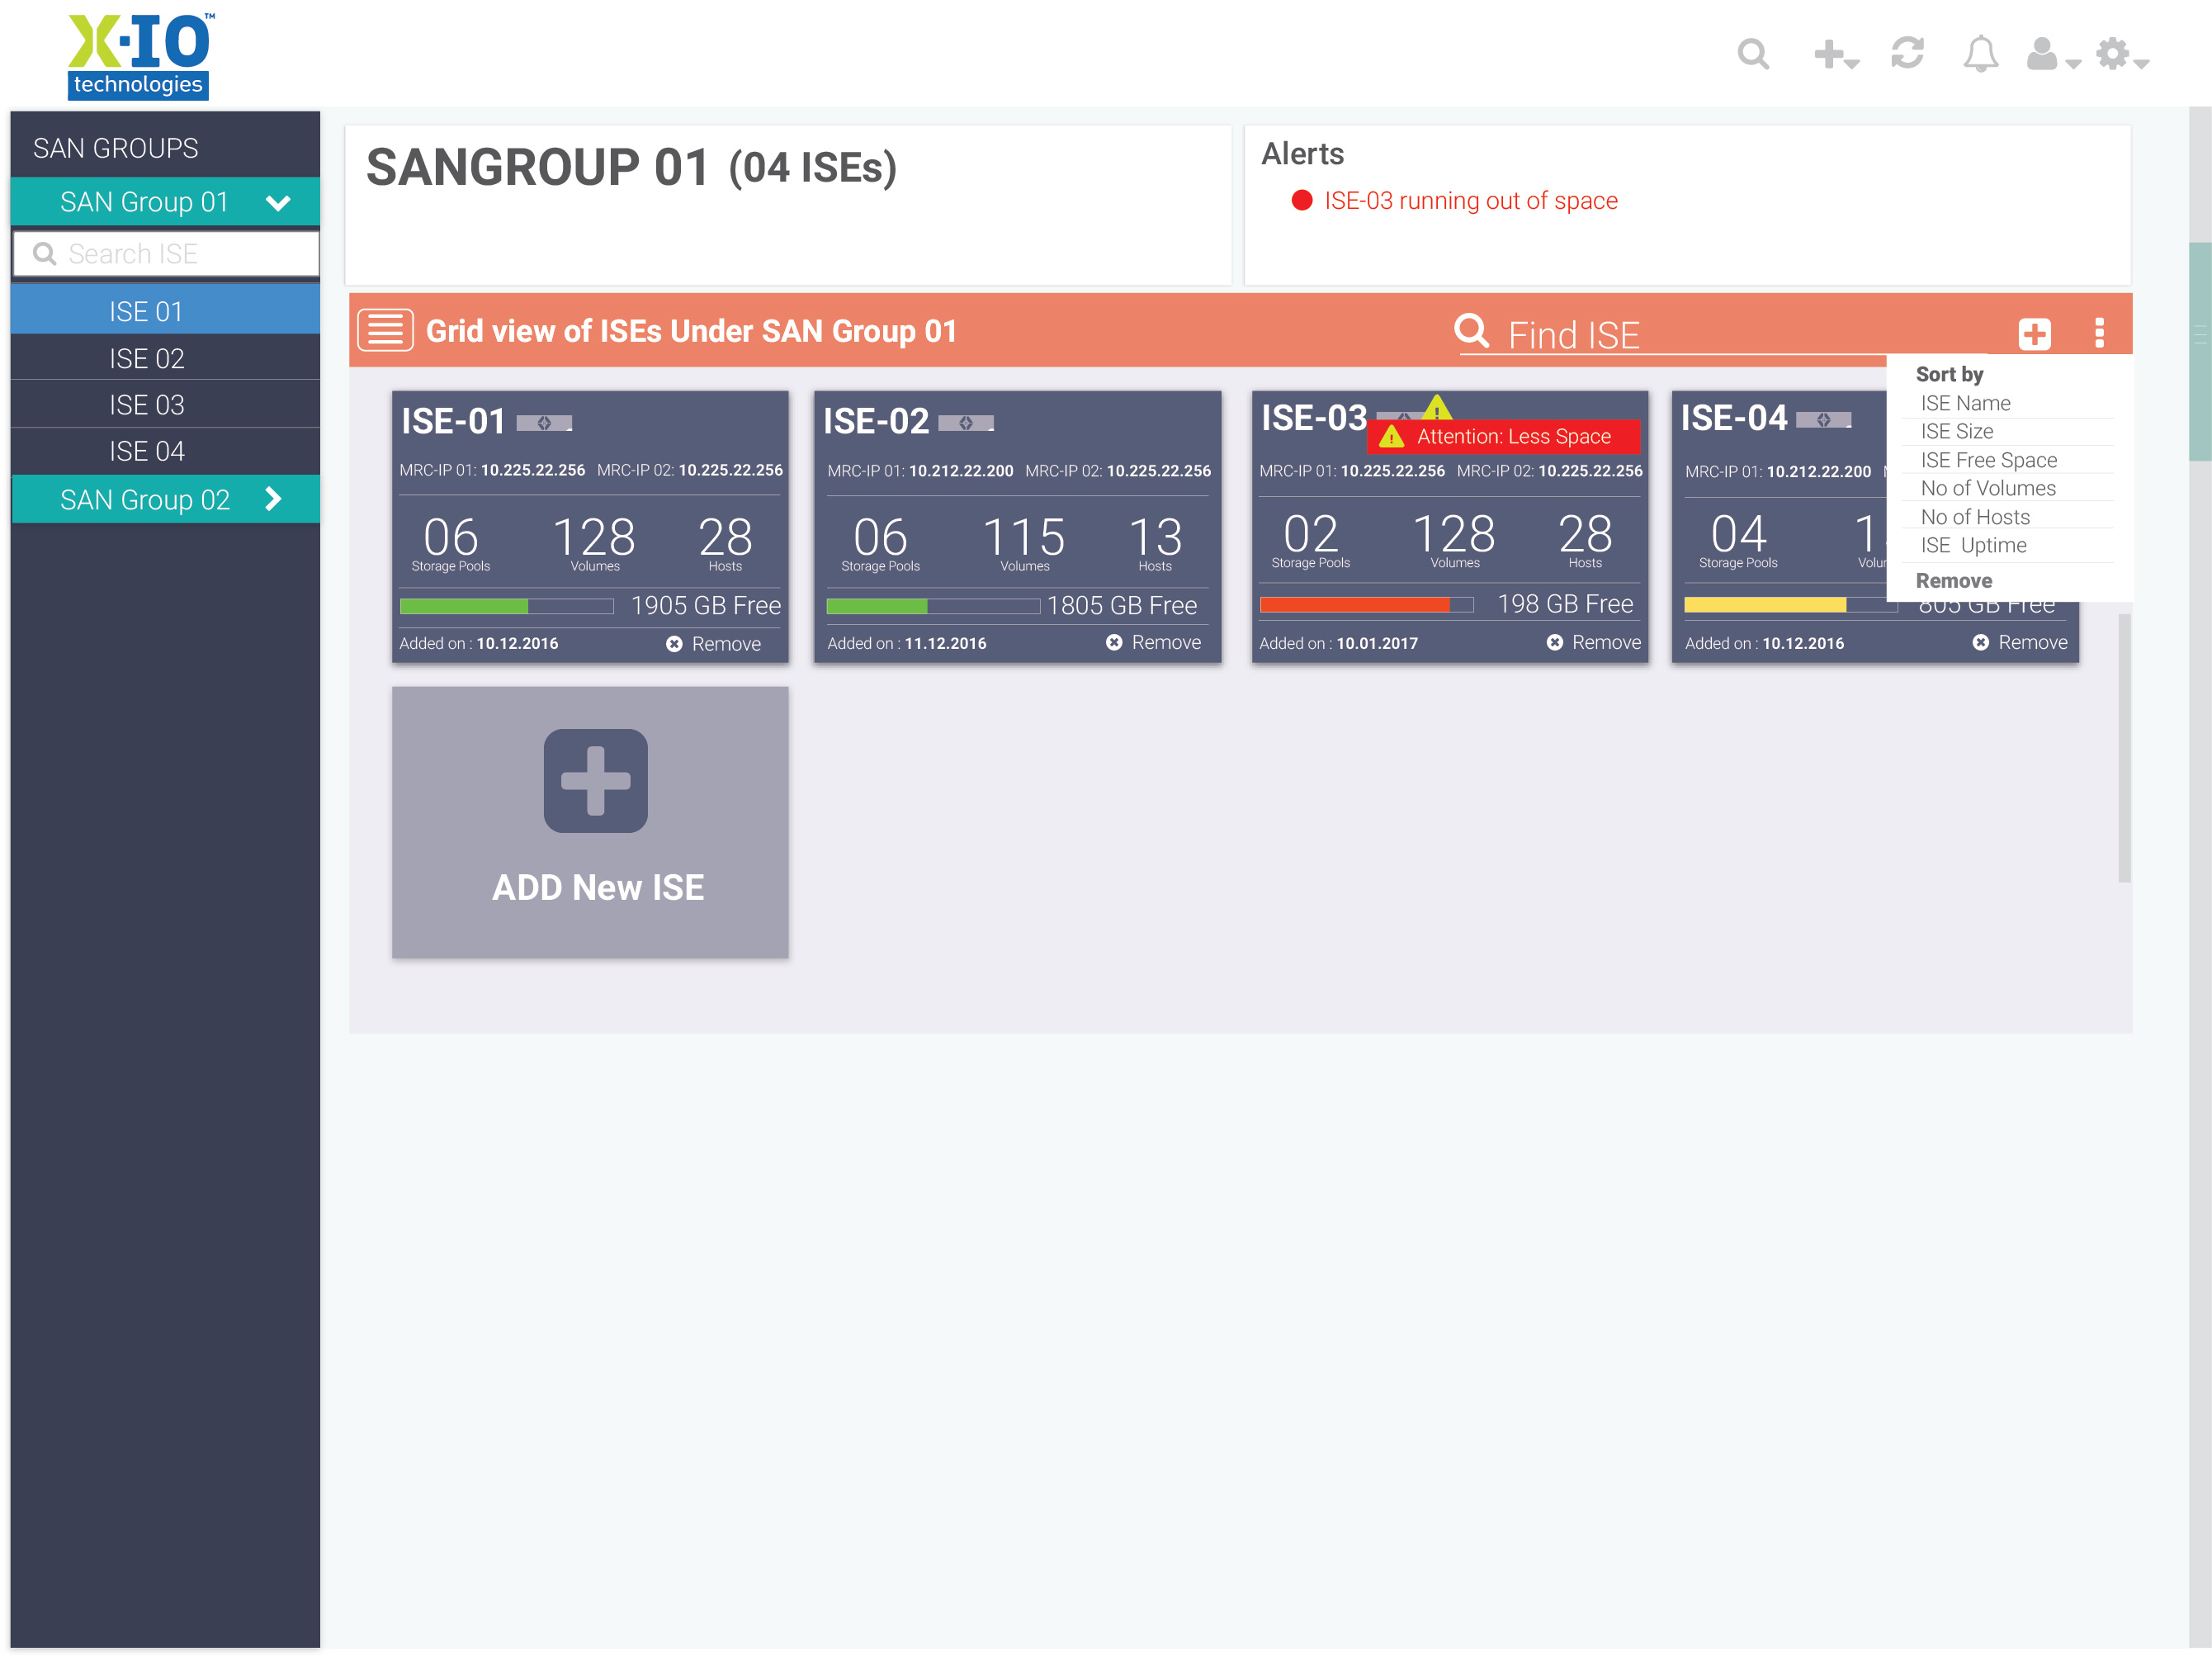 X-IO™
technologies
SAN GROUPS
SAN Group 01
Search ISE
ISE 01
ISE 02
ISE 03
ISE 04
SAN Group 02
SANGROUP 01 (04 ISEs)
Alerts
ISE-03 running out of space
Grid view of ISEs Under SAN Group 01
Find ISE
Sort by
ISE Name
ISE Size
ISE Free Space
No of Volumes
No of Hosts
ISE Uptime
Remove
ISE-01
MRC-IP 01: 10.225.22.256 MRC-IP 02: 10.225.22.256
06 128 28
Storage Pools Volumes Hosts
1905 GB Free
Added on : 10.12.2016 Remove
ISE-02
MRC-IP 01: 10.212.22.200 MRC-IP 02: 10.225.22.256
06 115 13
Storage Pools Volumes Hosts
1805 GB Free
Added on : 11.12.2016 Remove
ISE-03
Attention: Less Space
MRC-IP 01: 10.225.22.256 MRC-IP 02: 10.225.22.256
02 128 28
Storage Pools Volumes Hosts
198 GB Free
Added on : 10.01.2017 Remove
ISE-04
MRC-IP 01: 10.212.22.200
04
Storage Pools
805 GB Free
Added on : 10.12.2016 Remove
ADD New ISE